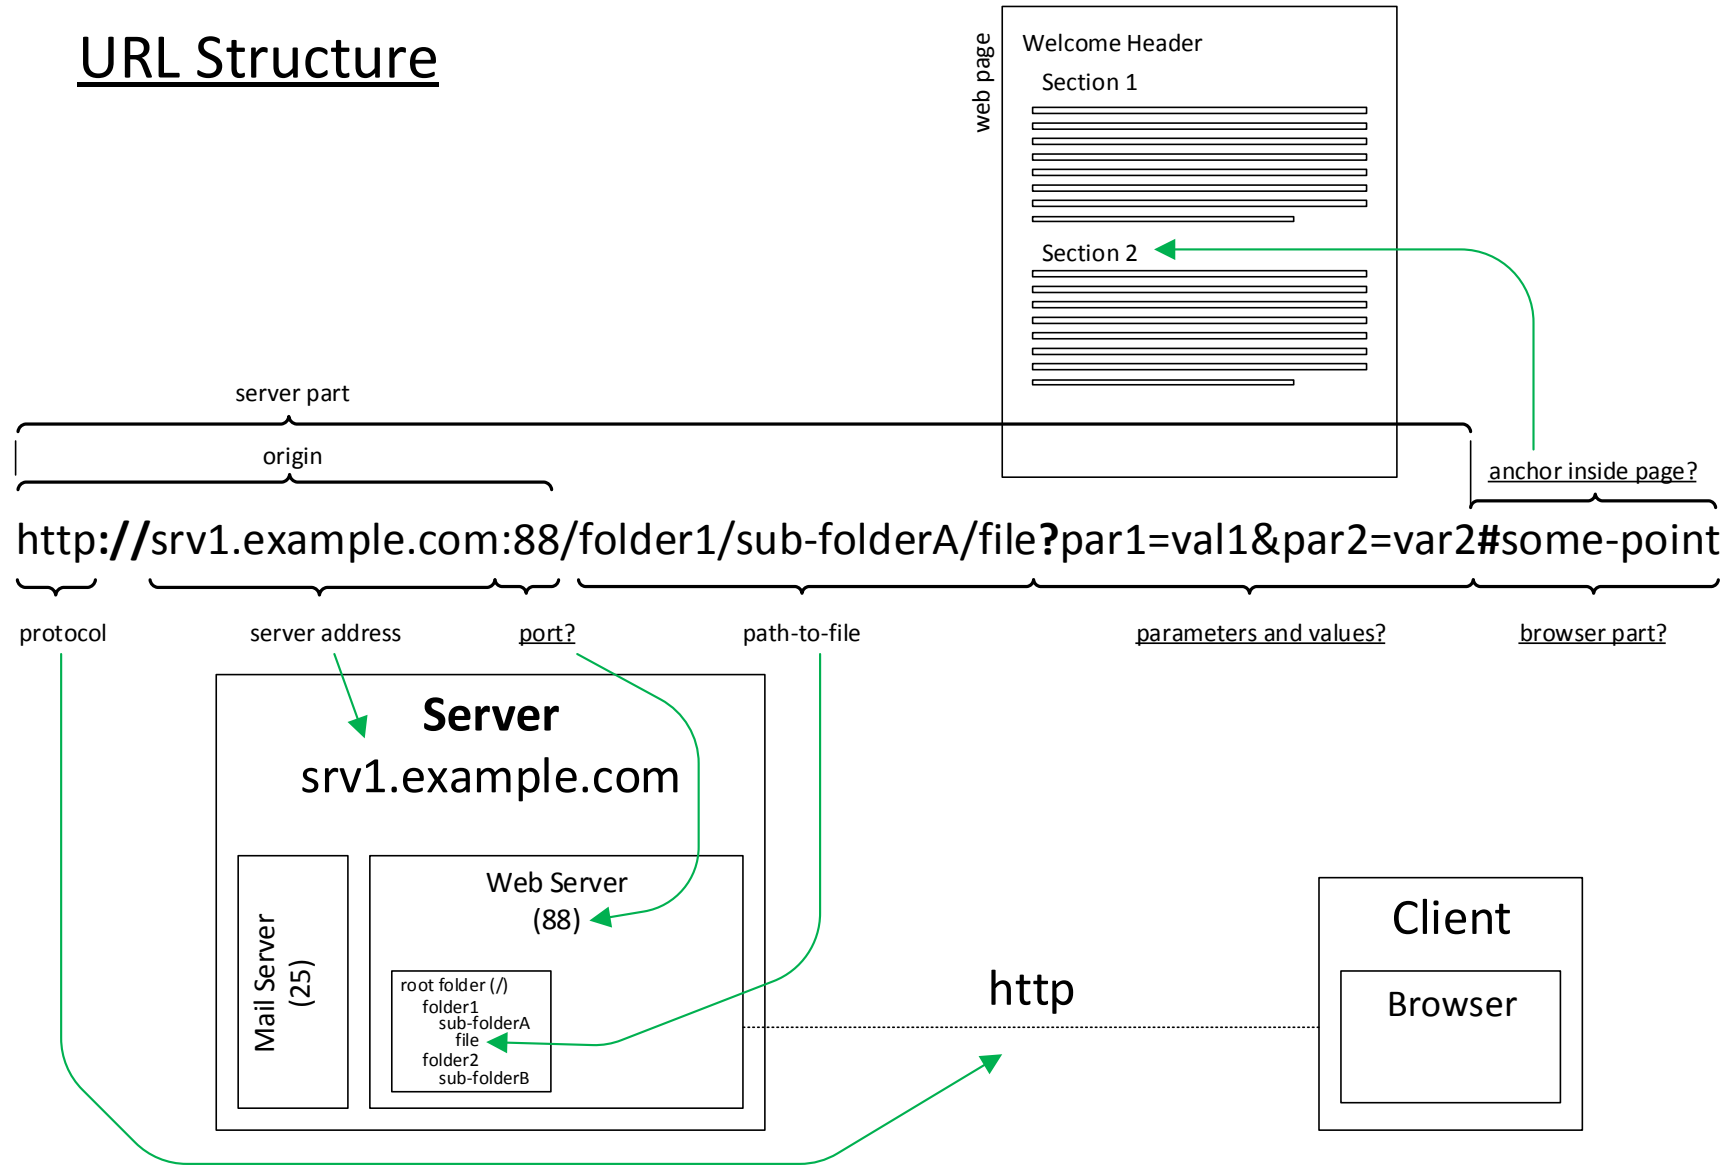 URL Structure
web page
Welcome Header
Section 1
Section 2
server part
origin
anchor inside page?
http://srv1.example.com:88/folder1/sub-folderA/file?par1=val1&par2=var2#some-point
protocol
server address
port?
path-to-file
parameters and values?
browser part?
Server
srv1.example.com
Mail Server
(25)
Web Server
(88)
root folder (/)
folder1
sub-folderA
file
folder2
sub-folderB
http
Client
Browser